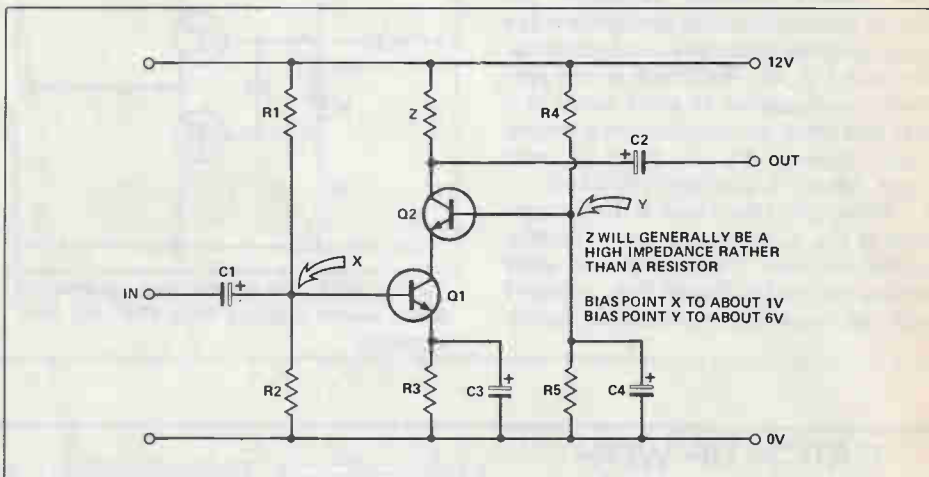 12V
R1
Z
R4
C2
OUT
Q2
Y
Z WILL GENERALLY BE A
HIGH IMPEDANCE RATHER
THAN A RESISTOR
X
C1
IN
Q1
BIAS POINT X TO ABOUT 1V
BIAS POINT Y TO ABOUT 6V
R2
R3
C3
R5
C4
0V